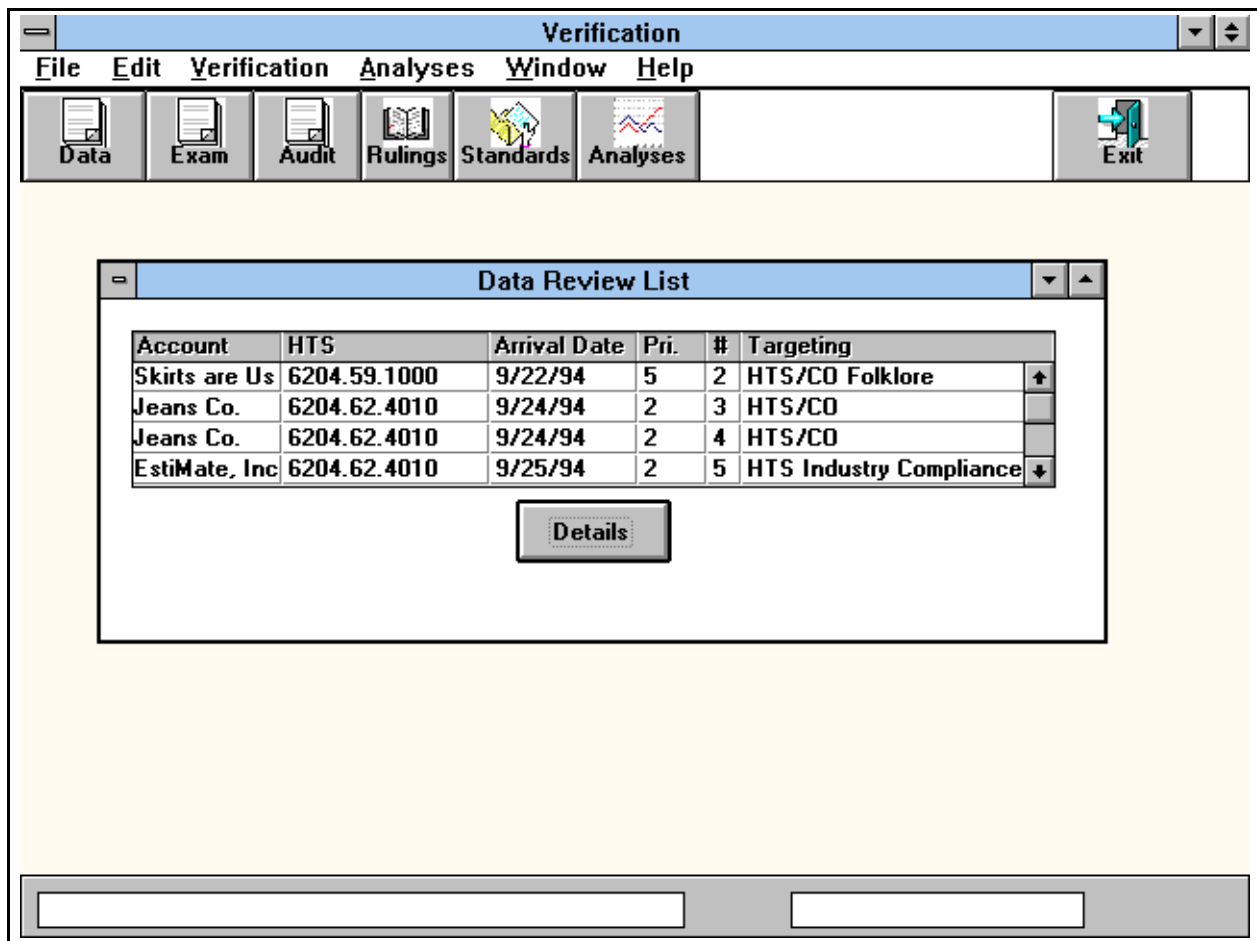 Verification
File Edit Verification Analyses Window Help
Data Exam Audit Rulings Standards Analyses Exit
Data Review List
Account HTS Arrival Date Pri. # Targeting
Skirts are Us 6204.59.1000 9/22/94 5 2 HTS/CO Folklore
Jeans Co. 6204.62.4010 9/24/94 2 3 HTS/CO
Jeans Co. 6204.62.4010 9/24/94 2 4 HTS/CO
EstiMate, Inc 6204.62.4010 9/25/94 2 5 HTS Industry Compliance
Details